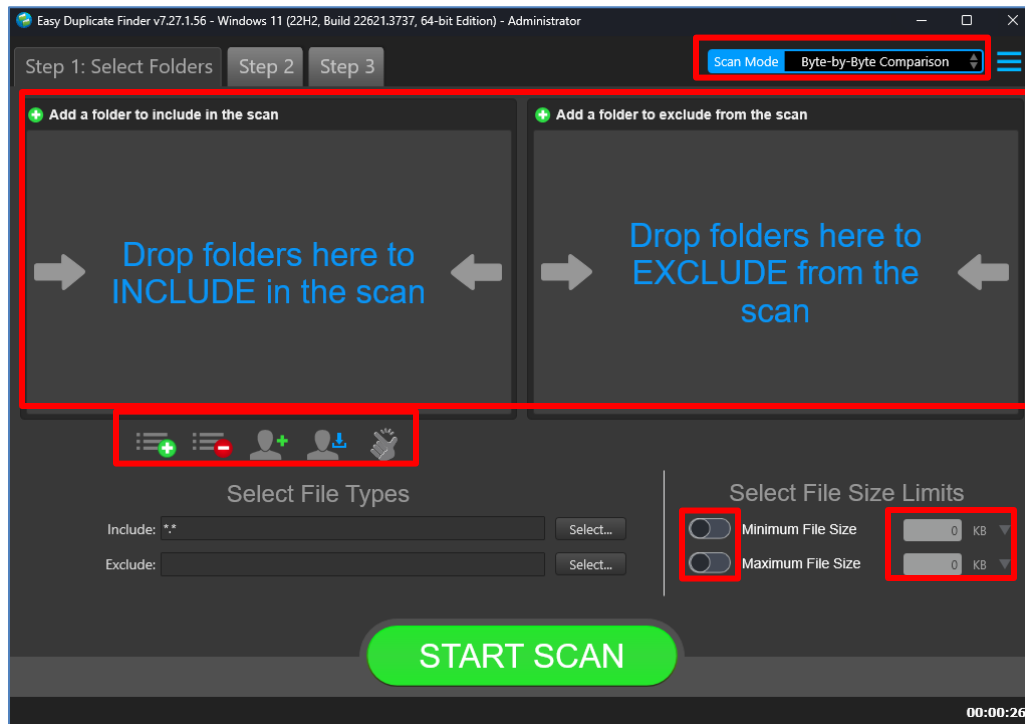 Easy Duplicate Finder v7.27.1.56 - Windows 11 (22H2, Build 22621.3737, 64-bit Edition) - Administrator
Step 1: Select Folders Step 2 Step 3 Scan Mode Byte-by-Byte Comparison
Add a folder to include in the scan
Drop folders here to
INCLUDE in the scan
Add a folder to exclude from the scan
Drop folders here to
EXCLUDE from the
scan
Select File Types
Include: *.* Select...
Exclude: Select...
Select File Size Limits
Minimum File Size 0 KB
Maximum File Size 0 KB
START SCAN
00:00:26